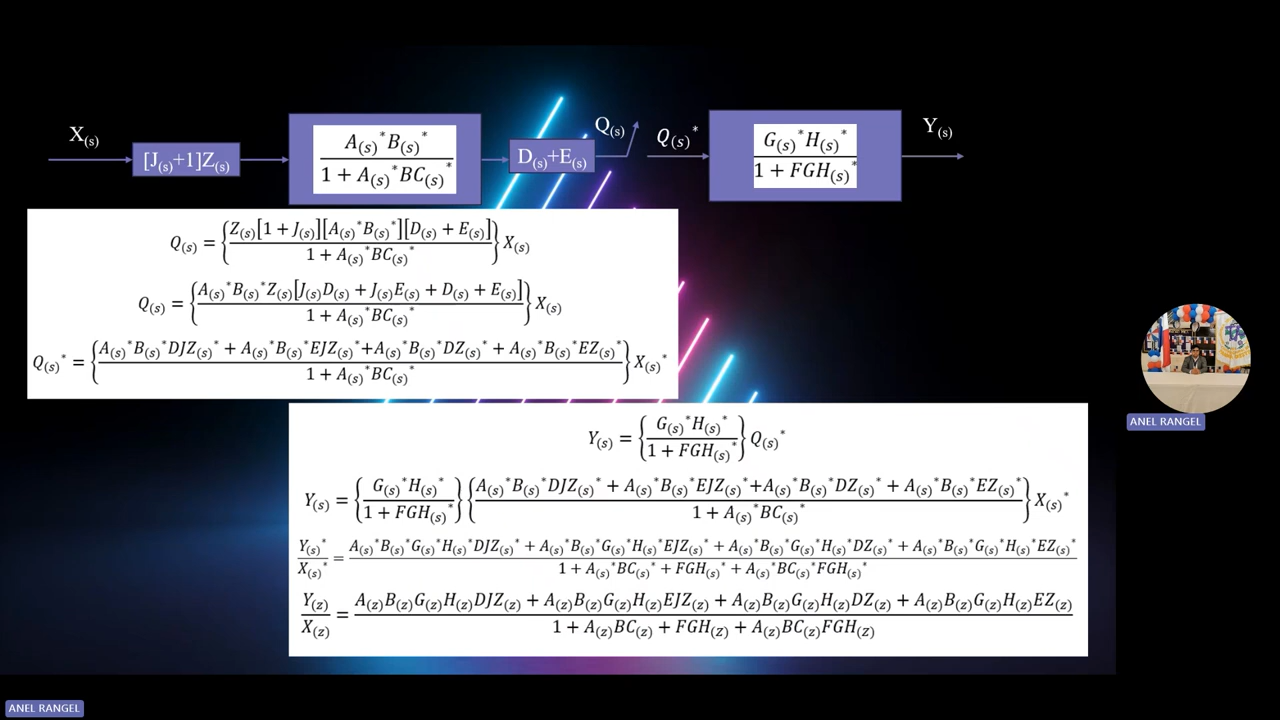 X(s)
[J(s)+1]Z(s)
A(s)*B(s)*
1 + A(s)*BC(s)*
D(s)+E(s)
Q(s)
Q(s)*
G(s)*H(s)*
1 + FGH(s)*
Y(s)
Q(s) = {Z(s)[1 + J(s)][A(s)*B(s)*][D(s) + E(s)] / 1 + A(s)*BC(s)*} X(s)
Q(s) = {A(s)*B(s)*Z(s)[J(s)D(s) + J(s)E(s) + D(s) + E(s)] / 1 + A(s)*BC(s)*} X(s)
Q(s)* = {A(s)*B(s)*DJZ(s)* + A(s)*B(s)*EJZ(s)*+A(s)*B(s)*DZ(s)* + A(s)*B(s)*EZ(s)* / 1 + A(s)*BC(s)*} X(s)*
Y(s) = {G(s)*H(s)* / 1 + FGH(s)*} Q(s)*
Y(s) = {G(s)*H(s)* / 1 + FGH(s)*} {A(s)*B(s)*DJZ(s)* + A(s)*B(s)*EJZ(s)*+A(s)*B(s)*DZ(s)* + A(s)*B(s)*EZ(s)* / 1 + A(s)*BC(s)*} X(s)*
Y(s)* / X(s)* = A(s)*B(s)*G(s)*H(s)*DJZ(s)* + A(s)*B(s)*G(s)*H(s)*EJZ(s)* + A(s)*B(s)*G(s)*H(s)*DZ(s)* + A(s)*B(s)*G(s)*H(s)*EZ(s)* / 1 + A(s)*BC(s)* + FGH(s)* + A(s)*BC(s)*FGH(s)*
Y(z) / X(z) = A(z)B(z)G(z)H(z)DJZ(z) + A(z)B(z)G(z)H(z)EJZ(z) + A(z)B(z)G(z)H(z)DZ(z) + A(z)B(z)G(z)H(z)EZ(z) / 1 + A(z)BC(z) + FGH(z) + A(z)BC(z)FGH(z)
ANEL RANGEL
ANEL RANGEL